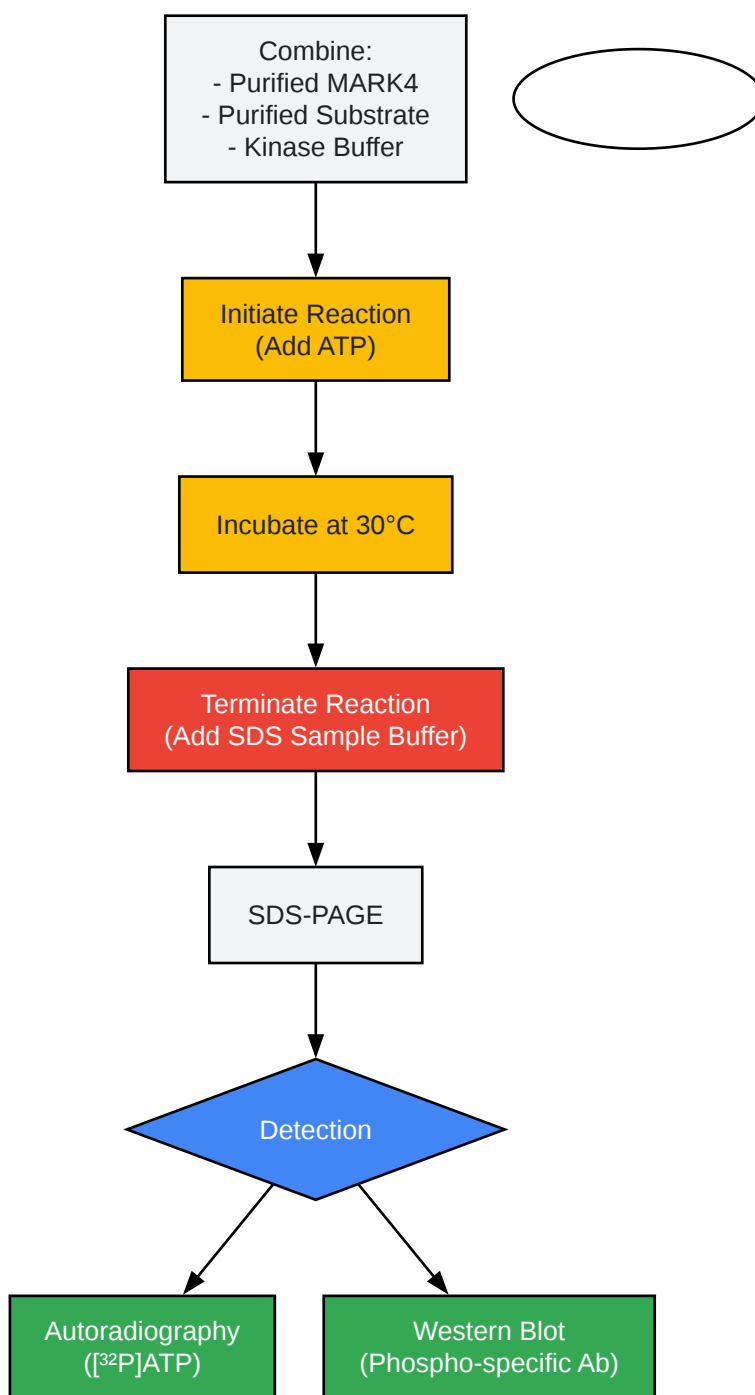 Combine:
- Purified MARK4
- Purified Substrate
- Kinase Buffer
Initiate Reaction
(Add ATP)
Incubate at 30°C
Terminate Reaction
(Add SDS Sample Buffer)
SDS-PAGE
Detection
Autoradiography
([³²P]ATP)
Western Blot
(Phospho-specific Ab)